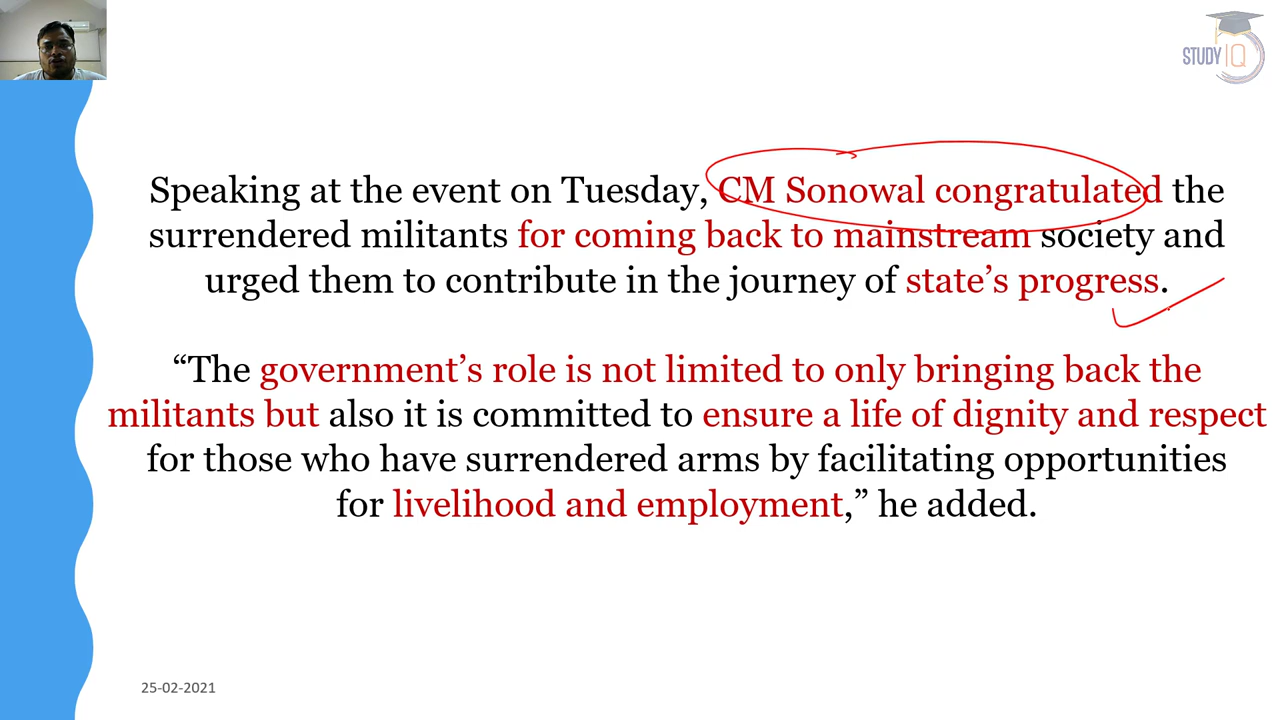 STUDY IQ
Speaking at the event on Tuesday, CM Sonowal congratulated the
surrendered militants for coming back to mainstream society and
urged them to contribute in the journey of state’s progress.
“The government’s role is not limited to only bringing back the
militants but also it is committed to ensure a life of dignity and respect
for those who have surrendered arms by facilitating opportunities
for livelihood and employment,” he added.
25-02-2021